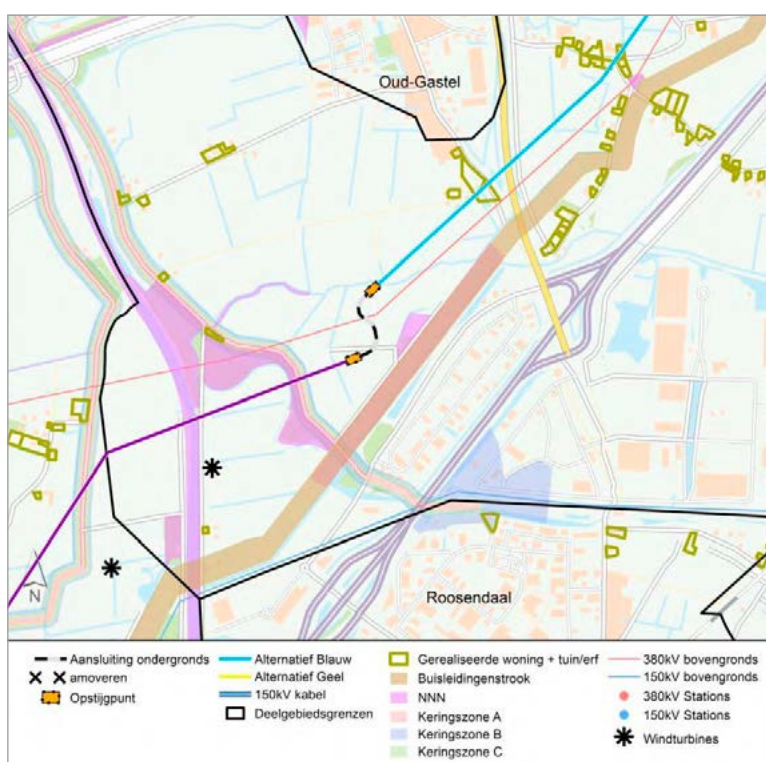 Oud-Gastel
Roosendaal
N
Aansluiting ondergronds
amoveren
Opstijgpunt
Alternatief Blauw
Alternatief Geel
150kV kabel
Deelgebiedsgrenzen
Gerealiseerde woning + tuin/erf
Buisleidingenstrook
NNN
Keringszone A
Keringszone B
Keringszone C
380kV bovengronds
150kV bovengronds
380kV Stations
150kV Stations
Windturbines